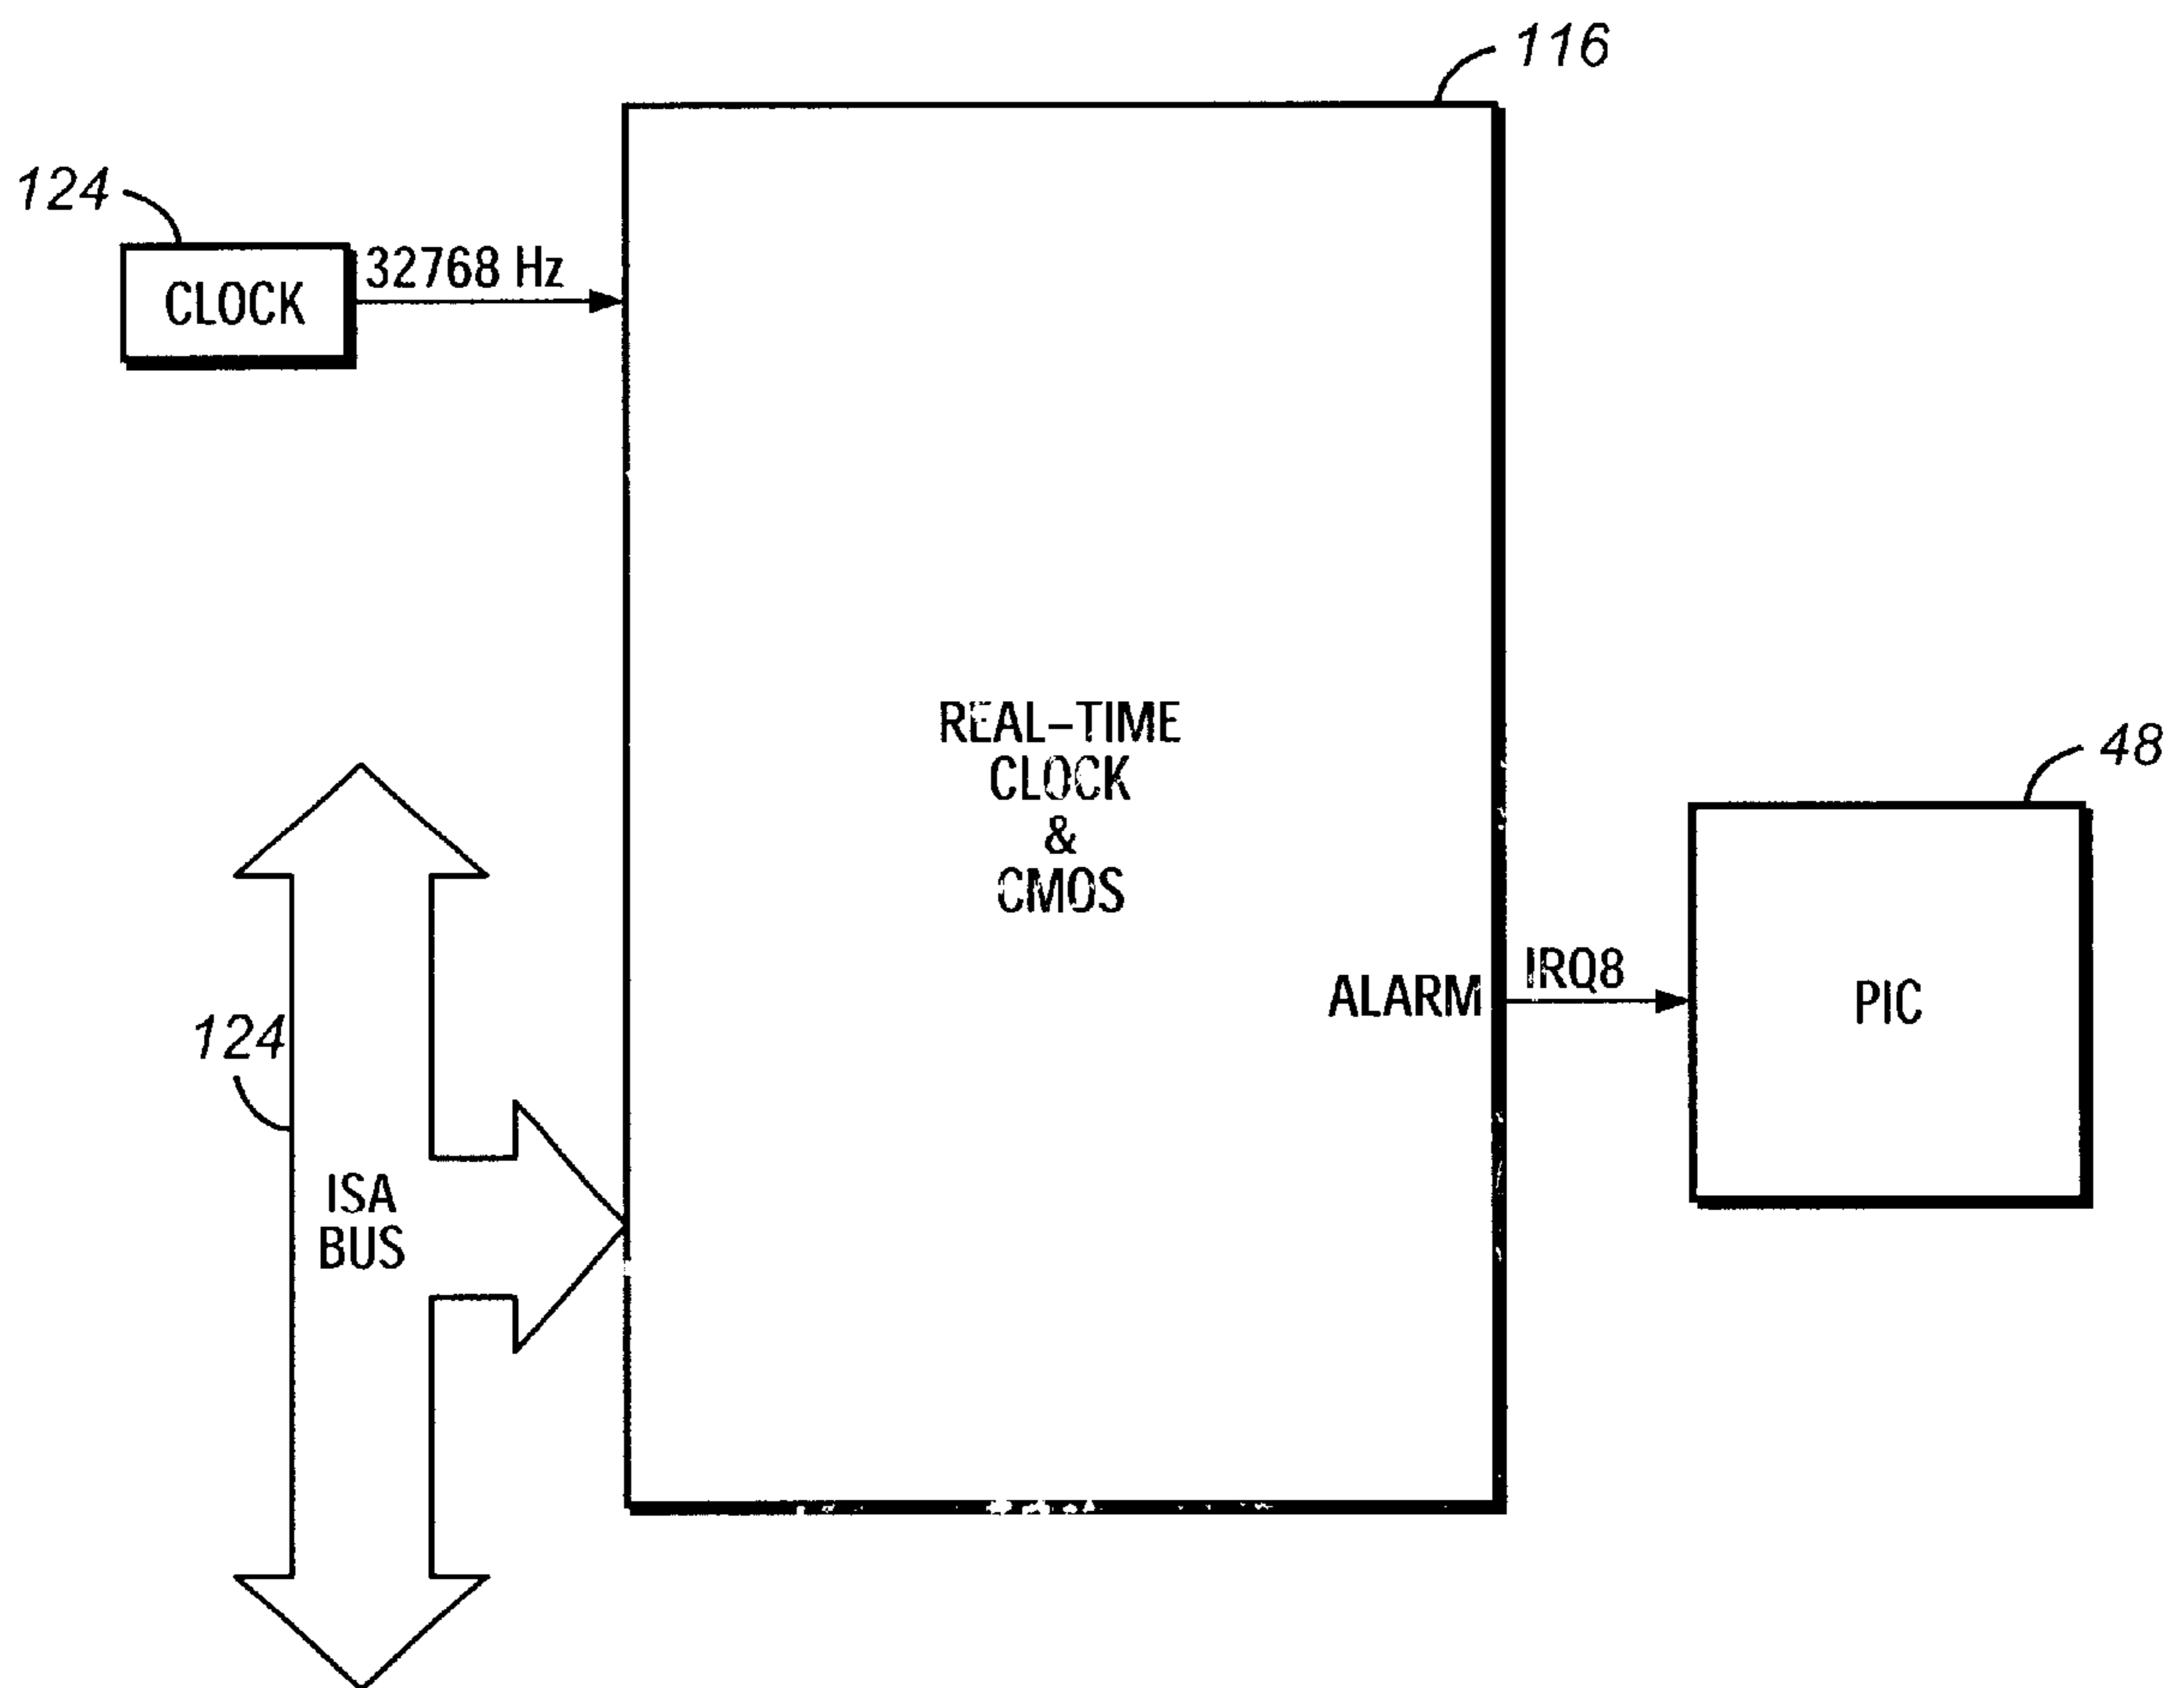 116
124
32768 Hz
CLOCK
REAL–TIME
CLOCK
&
CMOS
48
ALARM
IRQ8
PIC
124
ISA
BUS